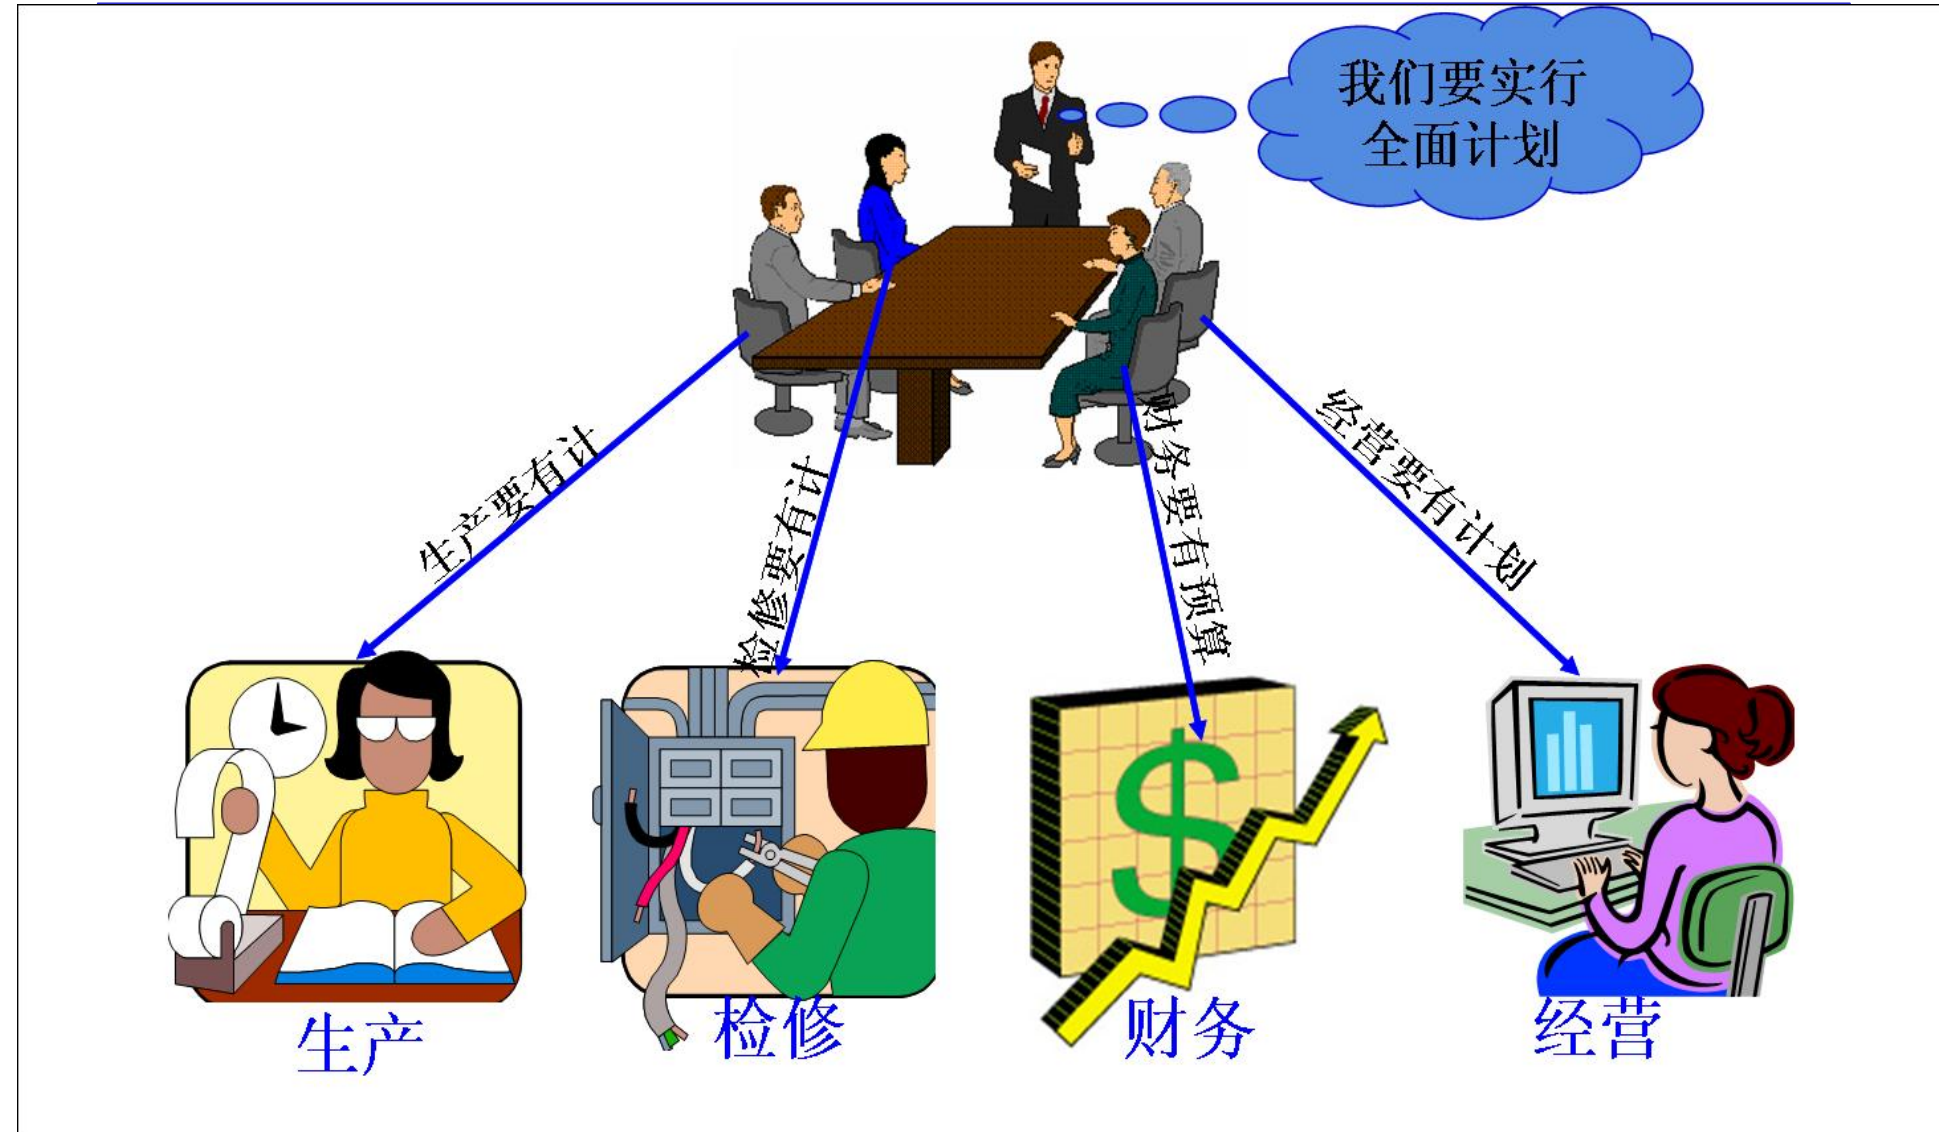 我们要实行
全面计划
生产要有计
检修要有计
财务要有预算
经营要有计划
生产
检修
财务
经营